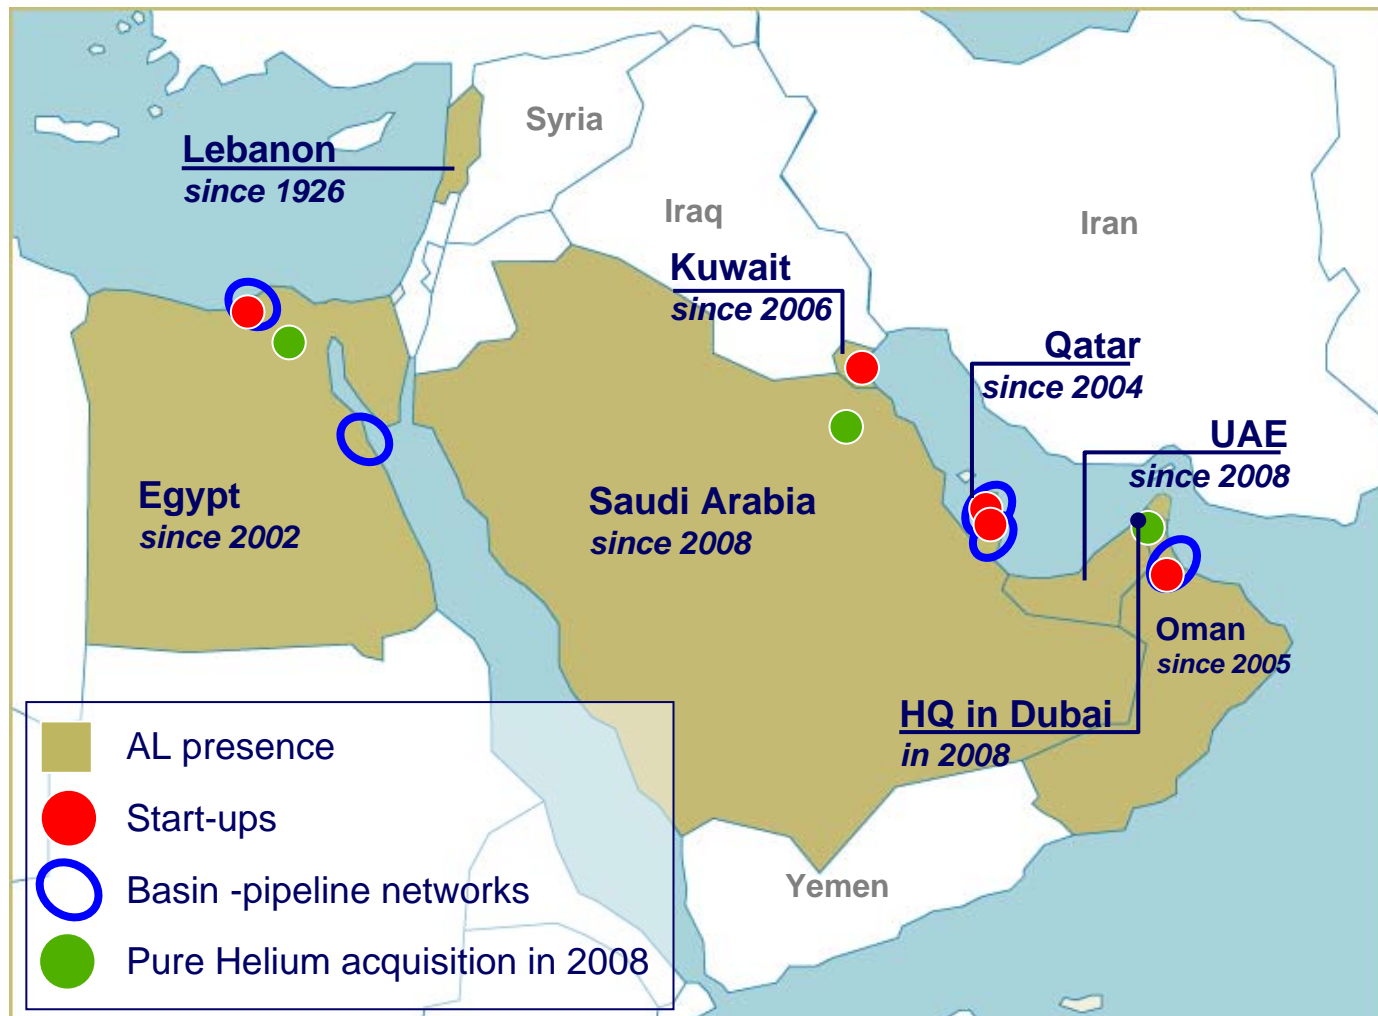 Syria
Lebanon
since 1926
Iraq
Iran
Kuwait
since 2006
Qatar
since 2004
UAE
since 2008
Egypt
since 2002
Saudi Arabia
since 2008
Oman
since 2005
HQ in Dubai
in 2008
Yemen
AL presence
Start-ups
Basin -pipeline networks
Pure Helium acquisition in 2008